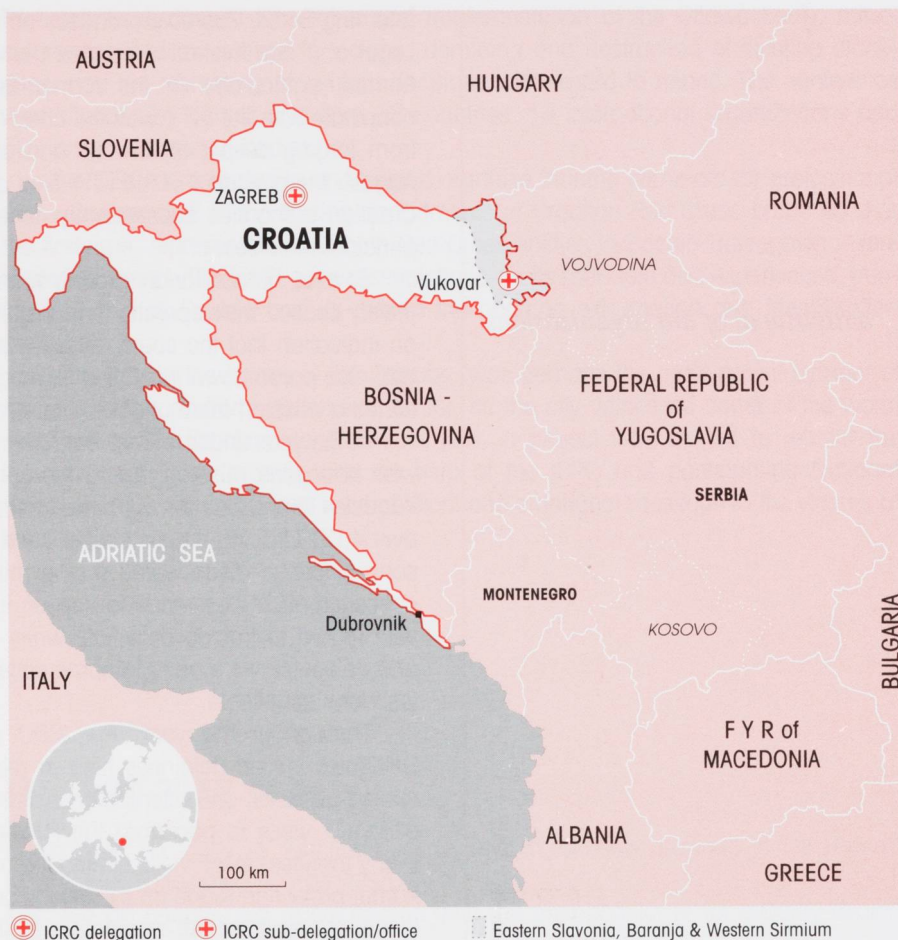 AUSTRIA
HUNGARY
SLOVENIA
ROMANIA
ZAGREB
CROATIA
VOJVODINA
Vukovar
BOSNIA -
HERZEGOVINA
FEDERAL REPUBLIC
of
YUGOSLAVIA
SERBIA
ADRIATIC SEA
MONTENEGRO
Dubrovnik
KOSOVO
BULGARIA
ITALY
F Y R of
MACEDONIA
ALBANIA
100 km
GREECE
ICRC delegation
ICRC sub-delegation/office
Eastern Slavonia, Baranja & Western Sirmium